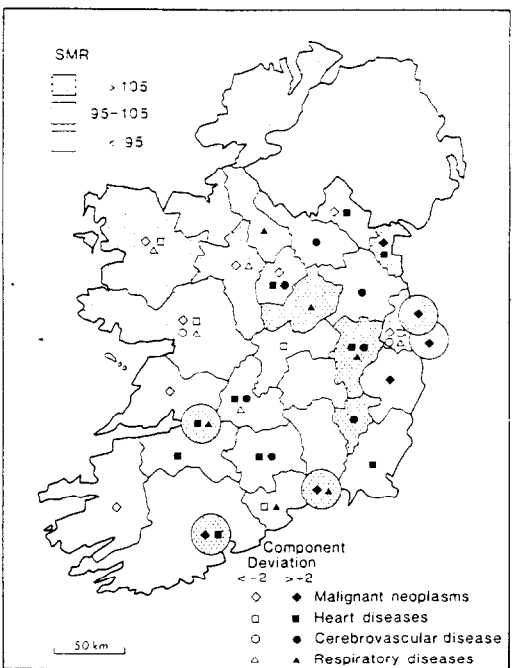 SMR
> 105
95-105
< 95
Component
Deviation
<-2 >-2
Malignant neoplasms
Heart diseases
Cerebrovascular disease
Respiratory diseases
50 km